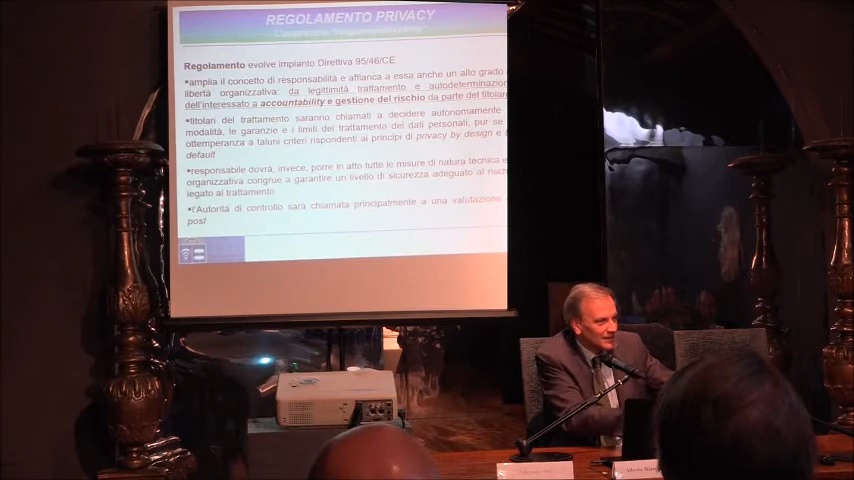 REGOLAMENTO PRIVACY
Regolamento evolve impianto Direttiva 95/46/CE
▪amplia il concetto di responsabilità e affianca a essa anche un alto grado
libertà organizzativa: da legittimità trattamento e autodeterminazione
dell'interessato a accountability e gestione del rischio da parte del titolare
▪titolari del trattamento saranno chiamati a decidere autonomamente
modalità, le garanzie e i limiti del trattamento dei dati personali, pur se
ottemperanza a taluni criteri rispondenti ai principi di privacy by design e
default
▪responsabile dovrà, invece, porre in atto tutte le misure di natura tecnica e
organizzativa congrue a garantire un livello di sicurezza adeguato al risch
legato al trattamento
▪l'Autorità di controllo sarà chiamata principalmente a una valutazione
post
Alberto